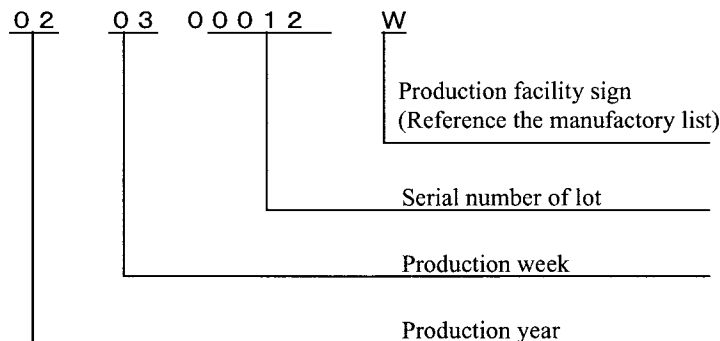 02 03 00012 W
Production facility sign
(Reference the manufactory list)
Serial number of lot
Production week
Production year